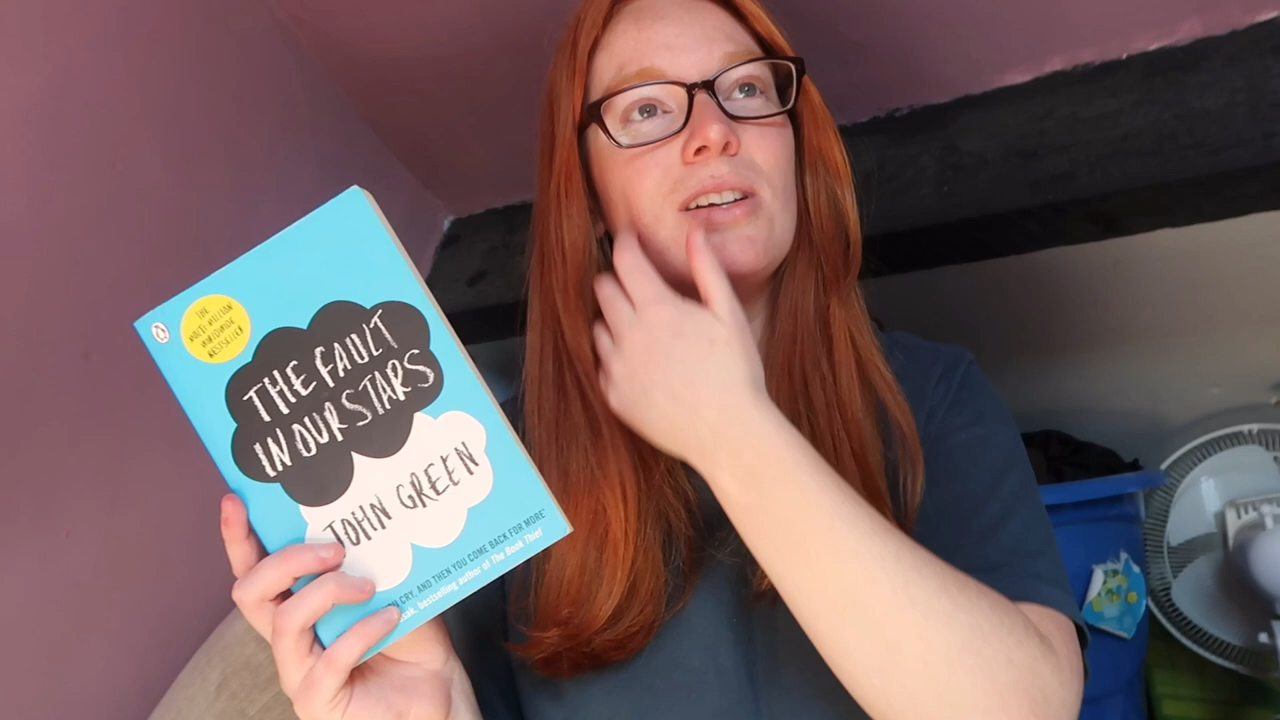 THE
MULTI-MILLION
WORLDWIDE
BESTSELLER
THE FAULT
IN OUR STARS
JOHN GREEN
CRY, AND THEN YOU COME BACK FOR MORE'
bestselling author of The Book Thief